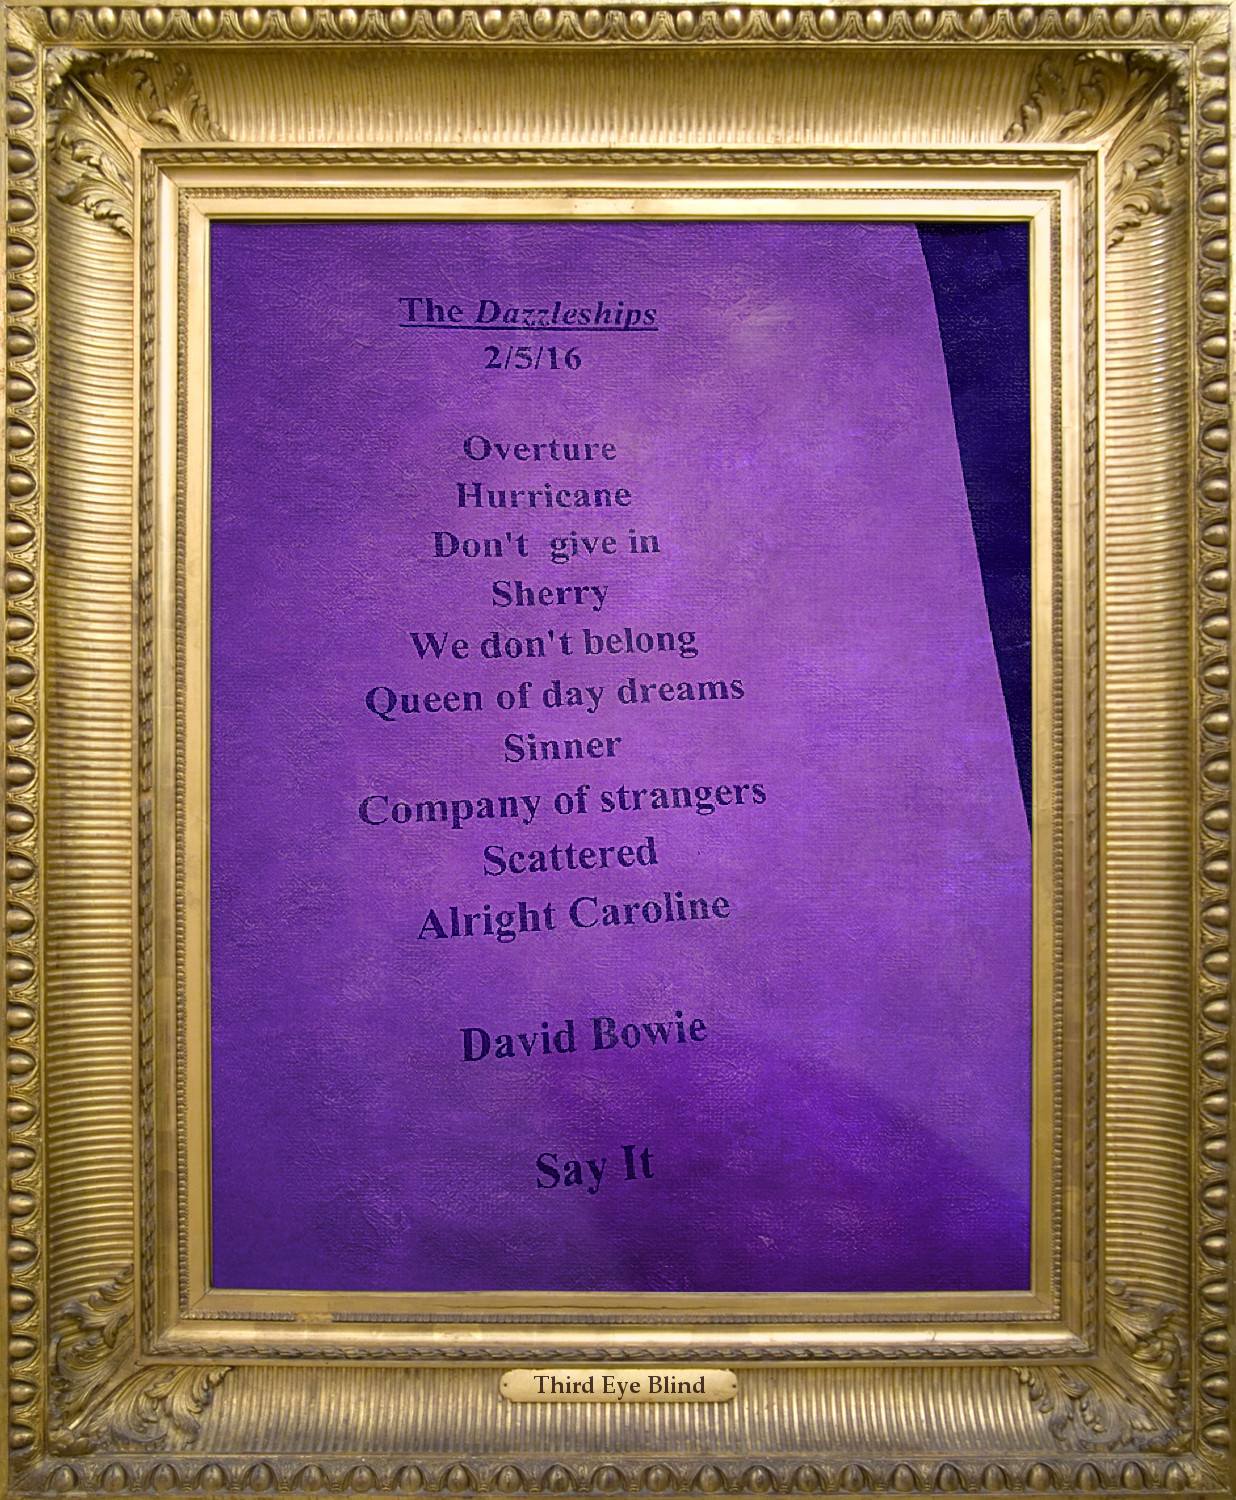 The Dazzleships
2/5/16
Overture
Hurricane
Don't give in
Sherry
We don't belong
Queen of day dreams
Sinner
Company of strangers
Scattered
Alright Caroline
David Bowie
Say It
Third Eye Blind